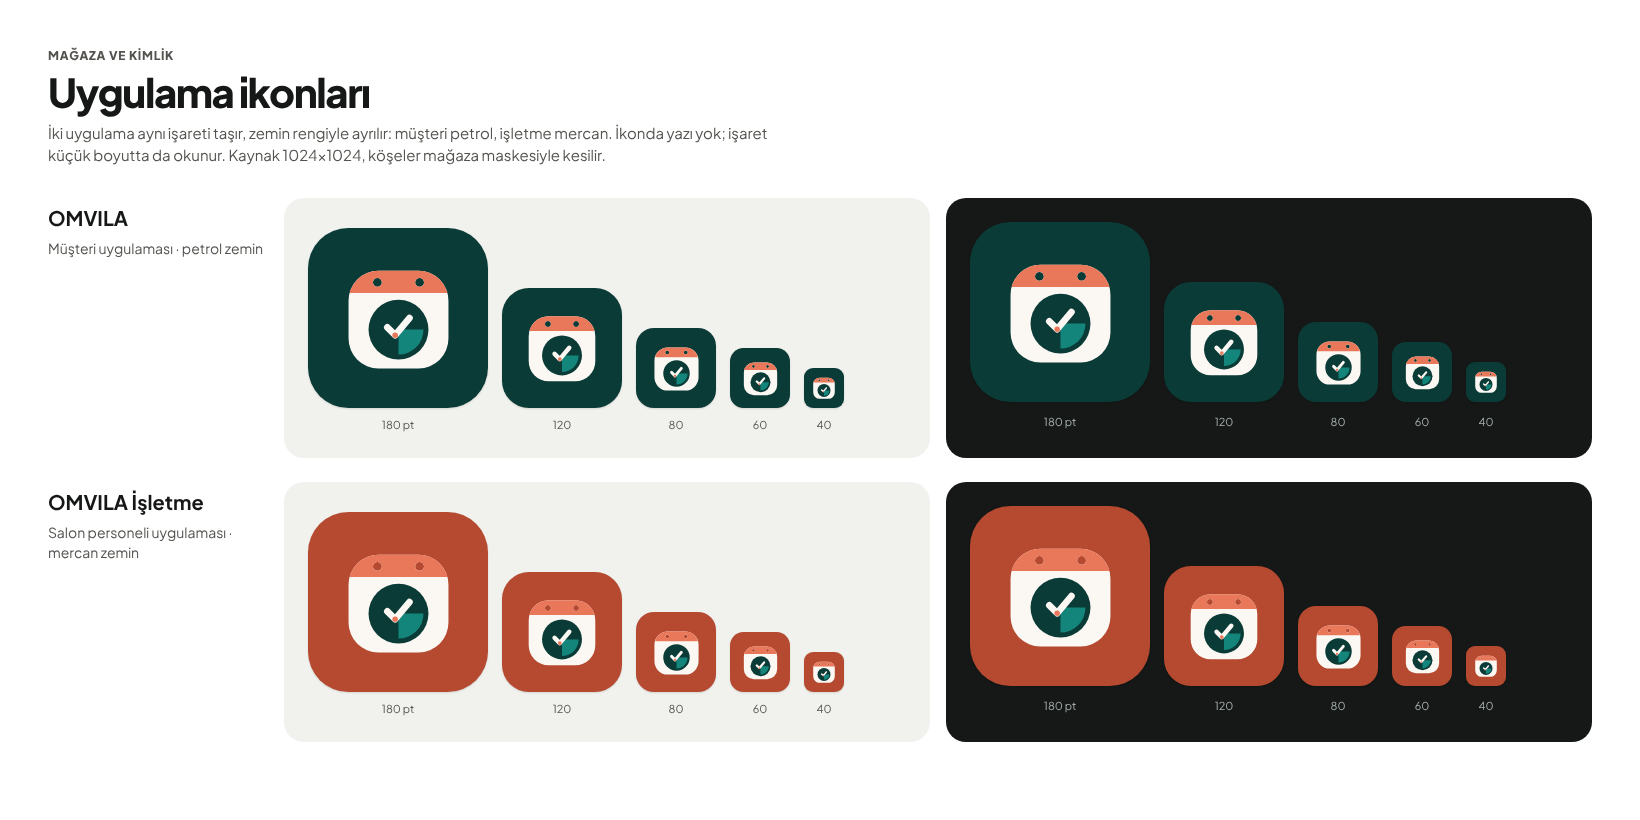 MAĞAZA VE KİMLİK
Uygulama ikonları
İki uygulama aynı işareti taşır, zemin rengiyle ayrılır: müşteri petrol, işletme mercan. İkonda yazı yok; işaret
küçük boyutta da okunur. Kaynak 1024×1024, köşeler mağaza maskesiyle kesilir.
OMVILA
Müşteri uygulaması · petrol zemin
180 pt 120 80 60 40
180 pt 120 80 60 40
OMVILA İşletme
Salon personeli uygulaması ·
mercan zemin
180 pt 120 80 60 40
180 pt 120 80 60 40